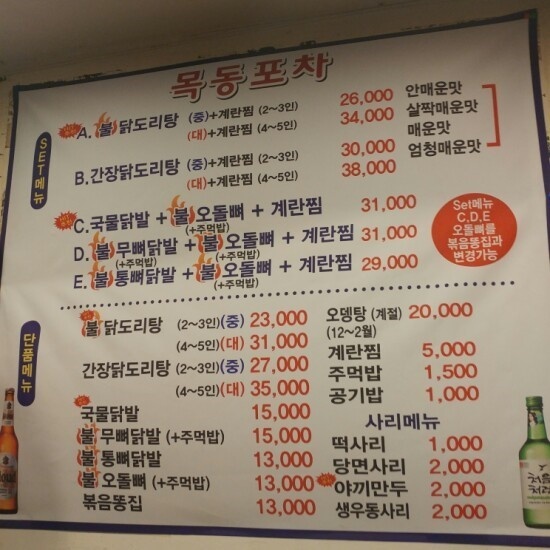 목동포차
SET메뉴
A. 불 닭도리탕 (중)+계란찜 (2~3인) 26,000 안매운맛
(대)+계란찜 (4~5인) 34,000 살짝매운맛
매운맛
B. 간장닭도리탕 (중)+계란찜 (2~3인) 30,000 엄청매운맛
(대)+계란찜 (4~5인) 38,000
C. 국물닭발 + 불 오돌뼈 + 계란찜 31,000
(+주먹밥)
D. 불 무뼈닭발 + 불 오돌뼈 + 계란찜 31,000
(+주먹밥) (+주먹밥)
E. 불 통뼈닭발 + 불 오돌뼈 + 계란찜 29,000
(+주먹밥)
Set메뉴
C,D,E
오돌뼈를
볶음똥집과
변경가능
단품메뉴
불 닭도리탕 (2~3인)(중) 23,000
(4~5인)(대) 31,000
간장닭도리탕 (2~3인)(중) 27,000
(4~5인)(대) 35,000
국물닭발 15,000
불 무뼈닭발 (+주먹밥) 15,000
불 통뼈닭발 13,000
불 오돌뼈 (+주먹밥) 13,000
볶음똥집 13,000
오뎅탕 (계절) 20,000
(12~2월)
계란찜 5,000
주먹밥 1,500
공기밥 1,000
사리메뉴
떡사리 1,000
당면사리 2,000
야끼만두 2,000
생우동사리 2,000
처음
처럼